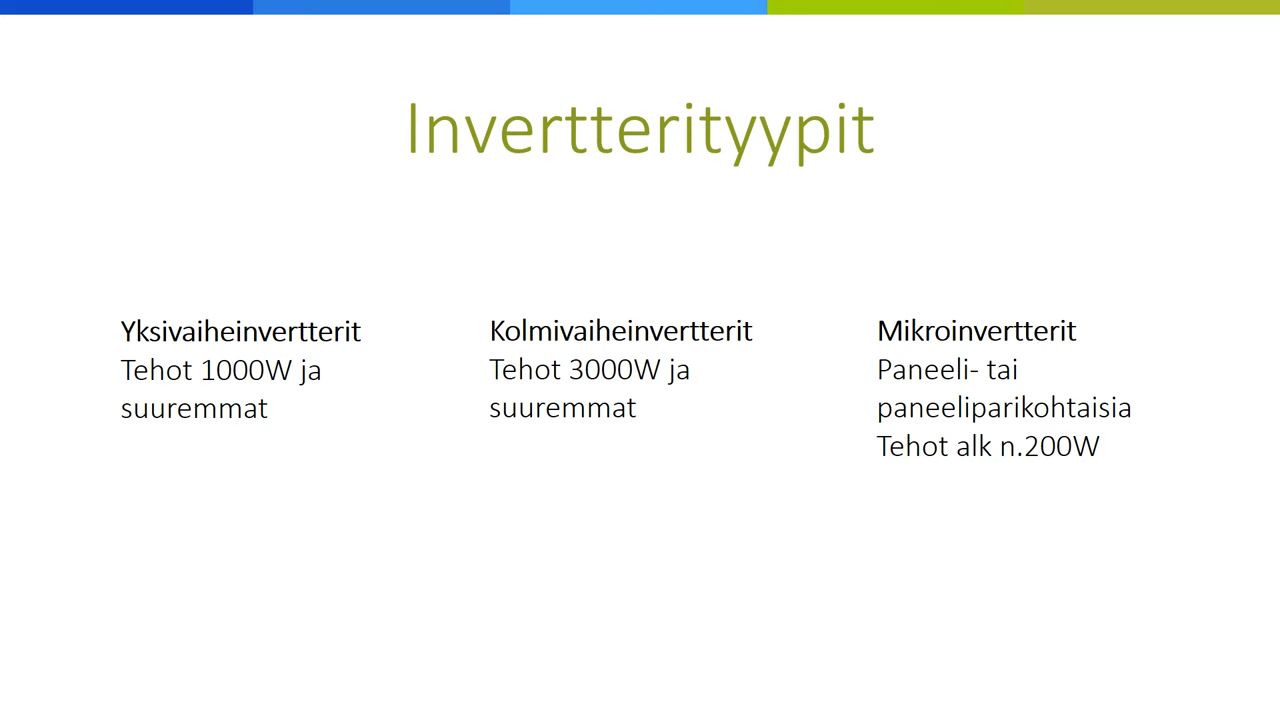 Invertterityypit
Yksivaiheinvertterit
Tehot 1000W ja
suuremmat
Kolmivaiheinvertterit
Tehot 3000W ja
suuremmat
Mikroinvertterit
Paneeli- tai
paneeliparikohtaisia
Tehot alk n.200W